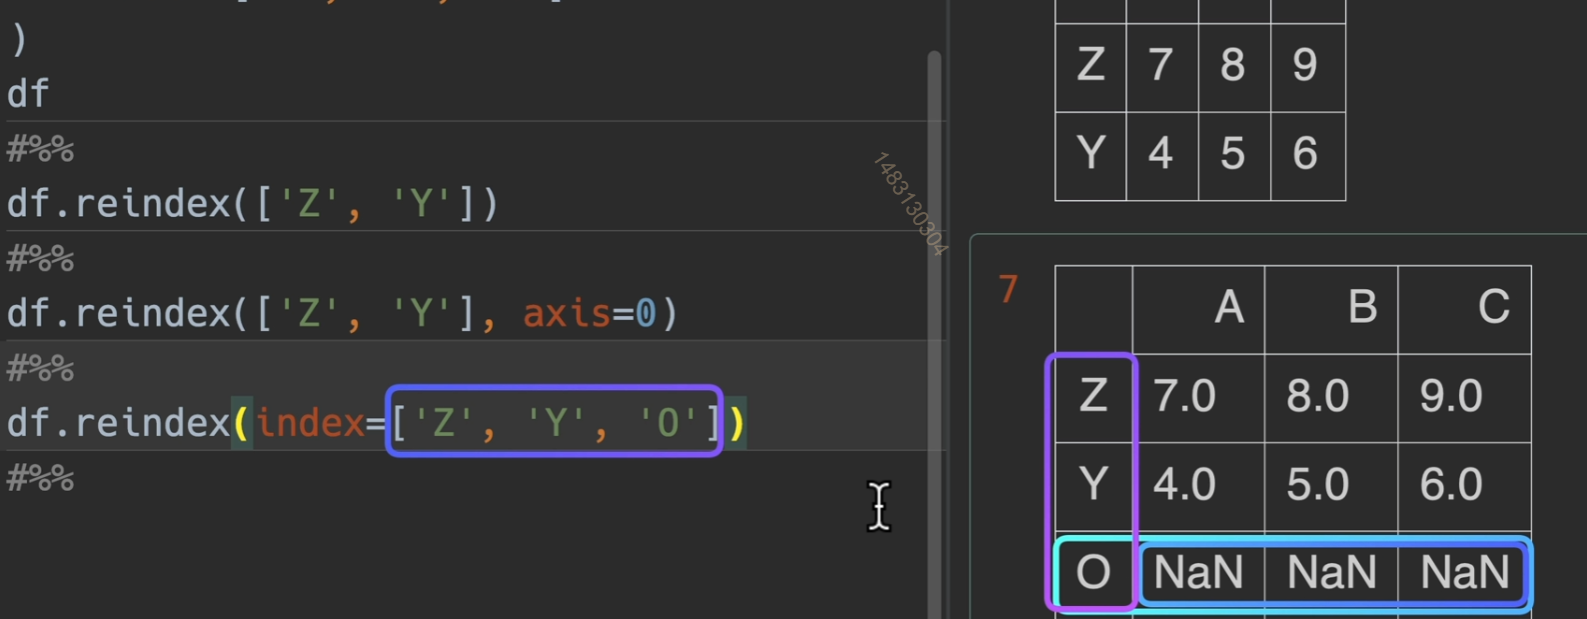 )
df
#%%
df.reindex(['Z', 'Y'])
#%%
df.reindex(['Z', 'Y'], axis=0)
#%%
df.reindex(index=['Z', 'Y', 'O'])
#%%
1483130304
Z 7 8 9
Y 4 5 6
7
A B C
Z 7.0 8.0 9.0
Y 4.0 5.0 6.0
O NaN NaN NaN